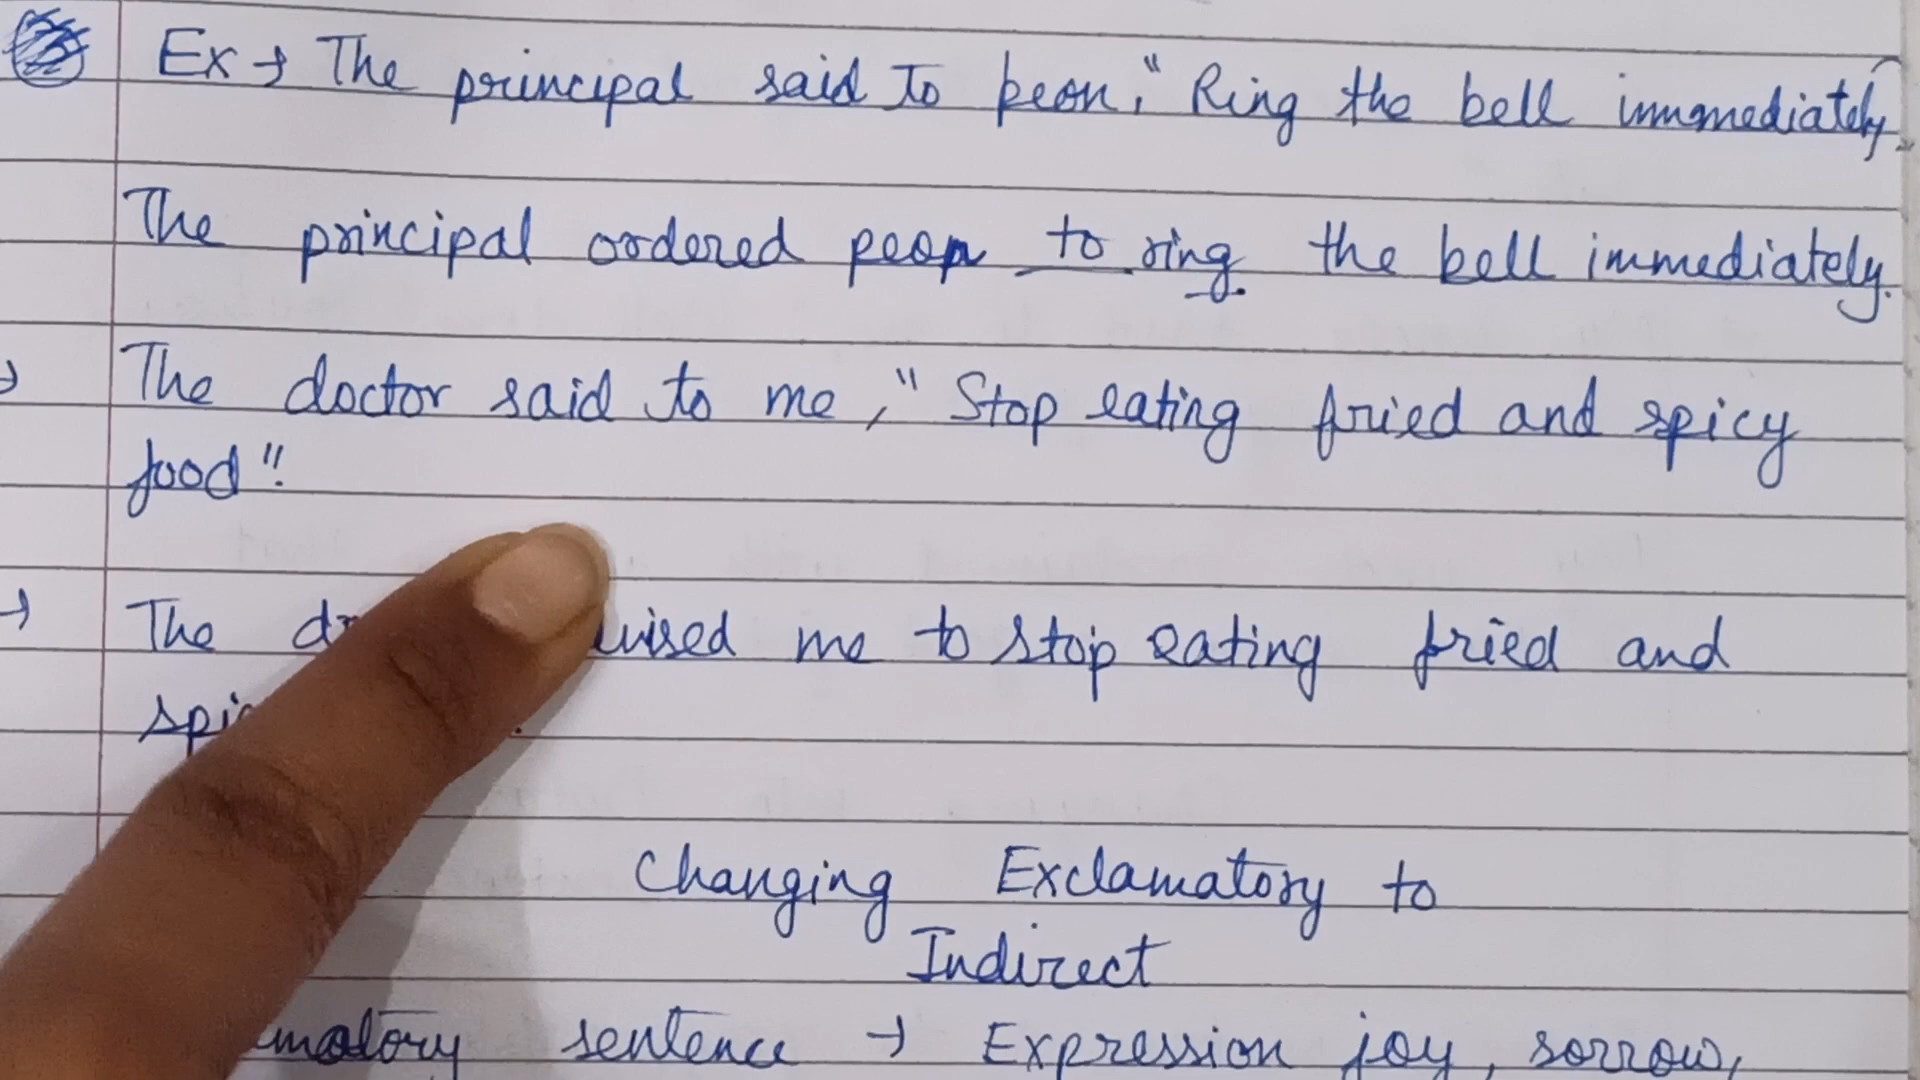 Ex → The principal said to peon, "Ring the bell immediately.
The principal ordered peon to ring the bell immediately.
→ The doctor said to me, "Stop eating fried and spicy
food"!
→ The me to stop eating fried and
Changing Exclamatory to
Indirect
sentence → Expression joy, sorrow,